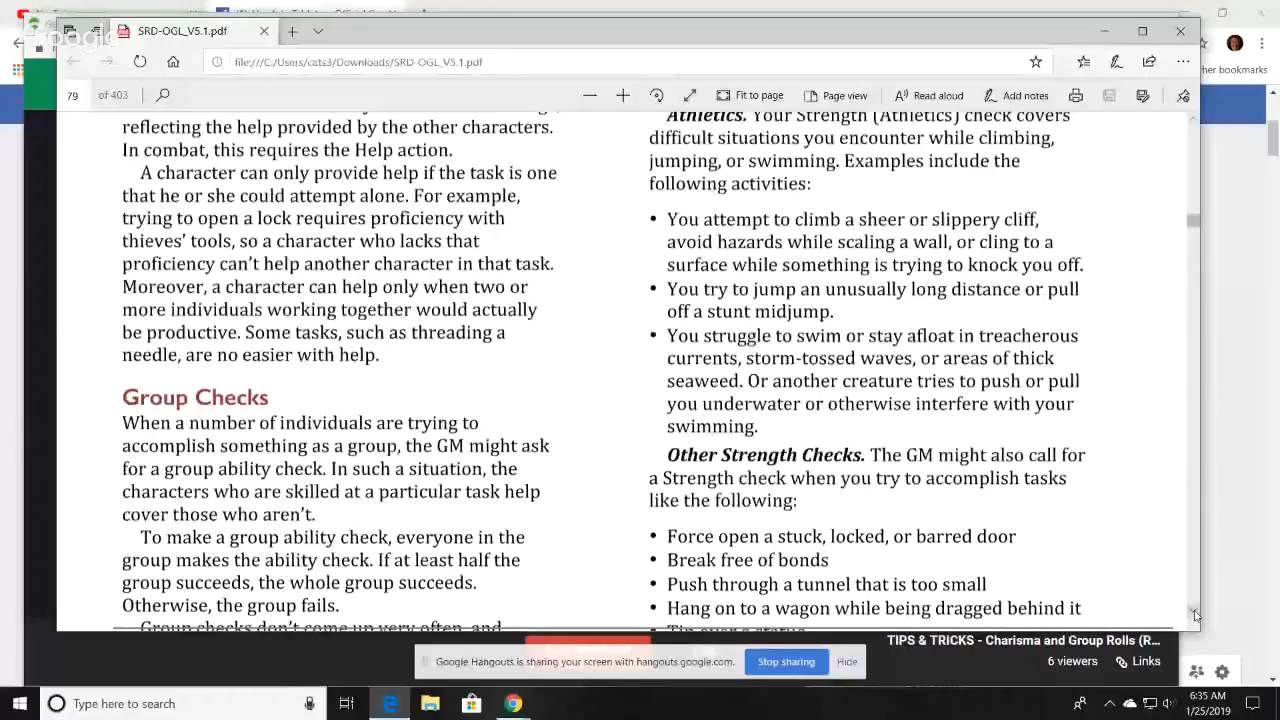 SRD-OGL_V5.1.pdf
Google
file:///C:/Users/cats3/Downloads/SRD-OGL_V5.1.pdf
her bookmarks
79 of 403
Fit to page
Page view
Read aloud
Add notes
reflecting the help provided by the other characters.
In combat, this requires the Help action.
A character can only provide help if the task is one
that he or she could attempt alone. For example,
trying to open a lock requires proficiency with
thieves’ tools, so a character who lacks that
proficiency can’t help another character in that task.
Moreover, a character can help only when two or
more individuals working together would actually
be productive. Some tasks, such as threading a
needle, are no easier with help.
Group Checks
When a number of individuals are trying to
accomplish something as a group, the GM might ask
for a group ability check. In such a situation, the
characters who are skilled at a particular task help
cover those who aren’t.
To make a group ability check, everyone in the
group makes the ability check. If at least half the
group succeeds, the whole group succeeds.
Otherwise, the group fails.
Group checks don’t come up very often, and
Athletics. Your Strength (Athletics) check covers
difficult situations you encounter while climbing,
jumping, or swimming. Examples include the
following activities:
• You attempt to climb a sheer or slippery cliff,
avoid hazards while scaling a wall, or cling to a
surface while something is trying to knock you off.
• You try to jump an unusually long distance or pull
off a stunt midjump.
• You struggle to swim or stay afloat in treacherous
currents, storm-tossed waves, or areas of thick
seaweed. Or another creature tries to push or pull
you underwater or otherwise interfere with your
swimming.
Other Strength Checks. The GM might also call for
a Strength check when you try to accomplish tasks
like the following:
• Force open a stuck, locked, or barred door
• Break free of bonds
• Push through a tunnel that is too small
• Hang on to a wagon while being dragged behind it
• Tip over a statue
TIPS & TRICKS - Charisma and Group Rolls (R...
6 viewers
Links
Google Hangouts is sharing your screen with hangouts.google.com.
Stop sharing
Hide
Type here to search
6:35 AM
1/25/2019